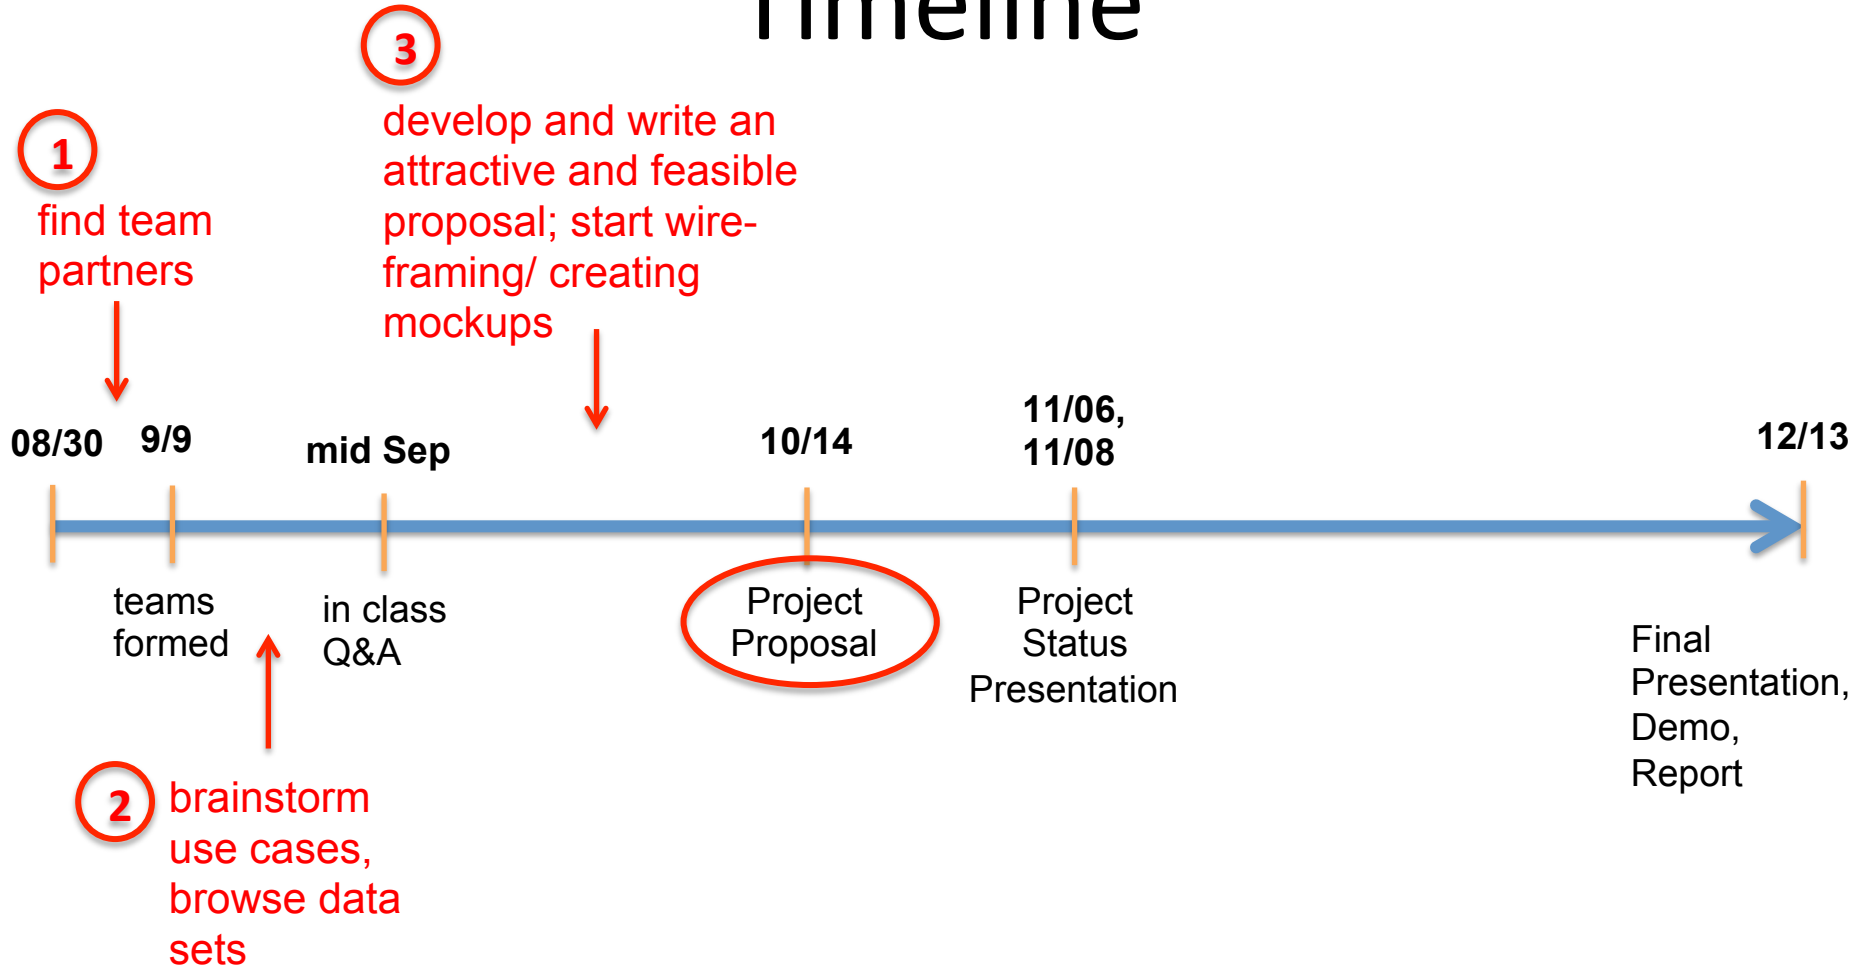 Timeline
3
develop and write an
attractive and feasible
proposal; start wire-
framing/ creating
mockups
1
find team
partners
08/30
9/9
mid Sep
10/14
11/06,
11/08
12/13
teams
formed
in class
Q&A
Project
Proposal
Project
Status
Presentation
Final
Presentation,
Demo,
Report
2
brainstorm
use cases,
browse data
sets